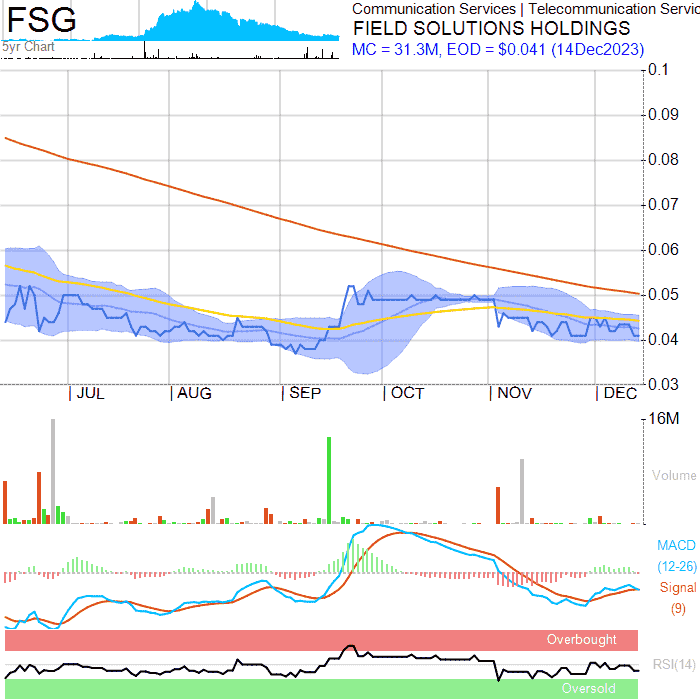 FSG
5yr Chart
Communication Services | Telecommunication Servic
FIELD SOLUTIONS HOLDINGS
MC = 31.3M, EOD = $0.041 (14Dec2023)
0.1
0.09
0.08
0.07
0.06
0.05
0.04
0.03
JUL AUG SEP OCT NOV DEC
16M
Volume
MACD
(12-26)
Signal
(9)
Overbought
RSI(14)
Oversold